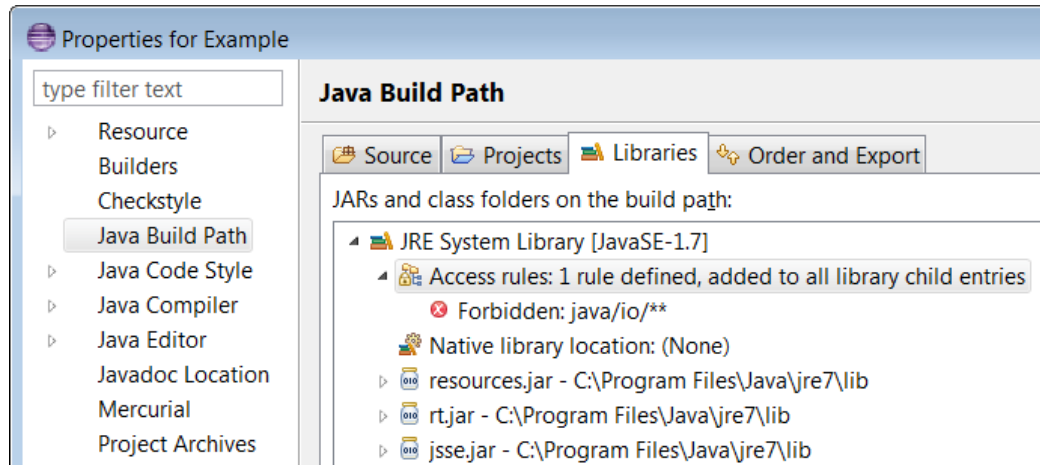 Properties for Example
type filter text
Resource
Builders
Checkstyle
Java Build Path
Java Code Style
Java Compiler
Java Editor
Javadoc Location
Mercurial
Project Archives
Java Build Path
Source Projects Libraries Order and Export
JARs and class folders on the build path:
JRE System Library [JavaSE-1.7]
Access rules: 1 rule defined, added to all library child entries
Forbidden: java/io/**
Native library location: (None)
resources.jar - C:\Program Files\Java\jre7\lib
rt.jar - C:\Program Files\Java\jre7\lib
jsse.jar - C:\Program Files\Java\jre7\lib